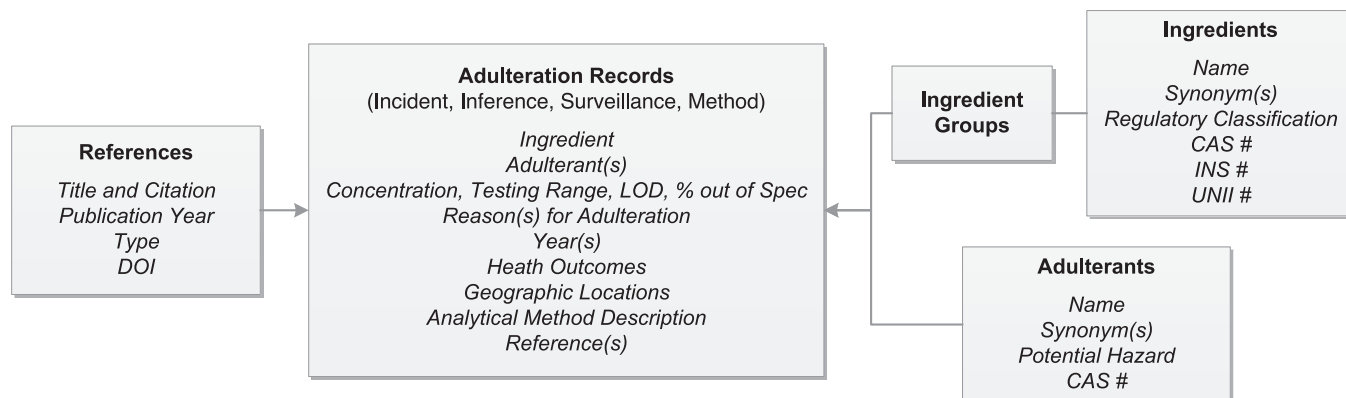 References
Title and Citation
Publication Year
Type
DOI
Adulteration Records
(Incident, Inference, Surveillance, Method)
Ingredient
Adulterant(s)
Concentration, Testing Range, LOD, % out of Spec
Reason(s) for Adulteration
Year(s)
Heath Outcomes
Geographic Locations
Analytical Method Description
Reference(s)
Ingredient
Groups
Ingredients
Name
Synonym(s)
Regulatory Classification
CAS #
INS #
UNII #
Adulterants
Name
Synonym(s)
Potential Hazard
CAS #